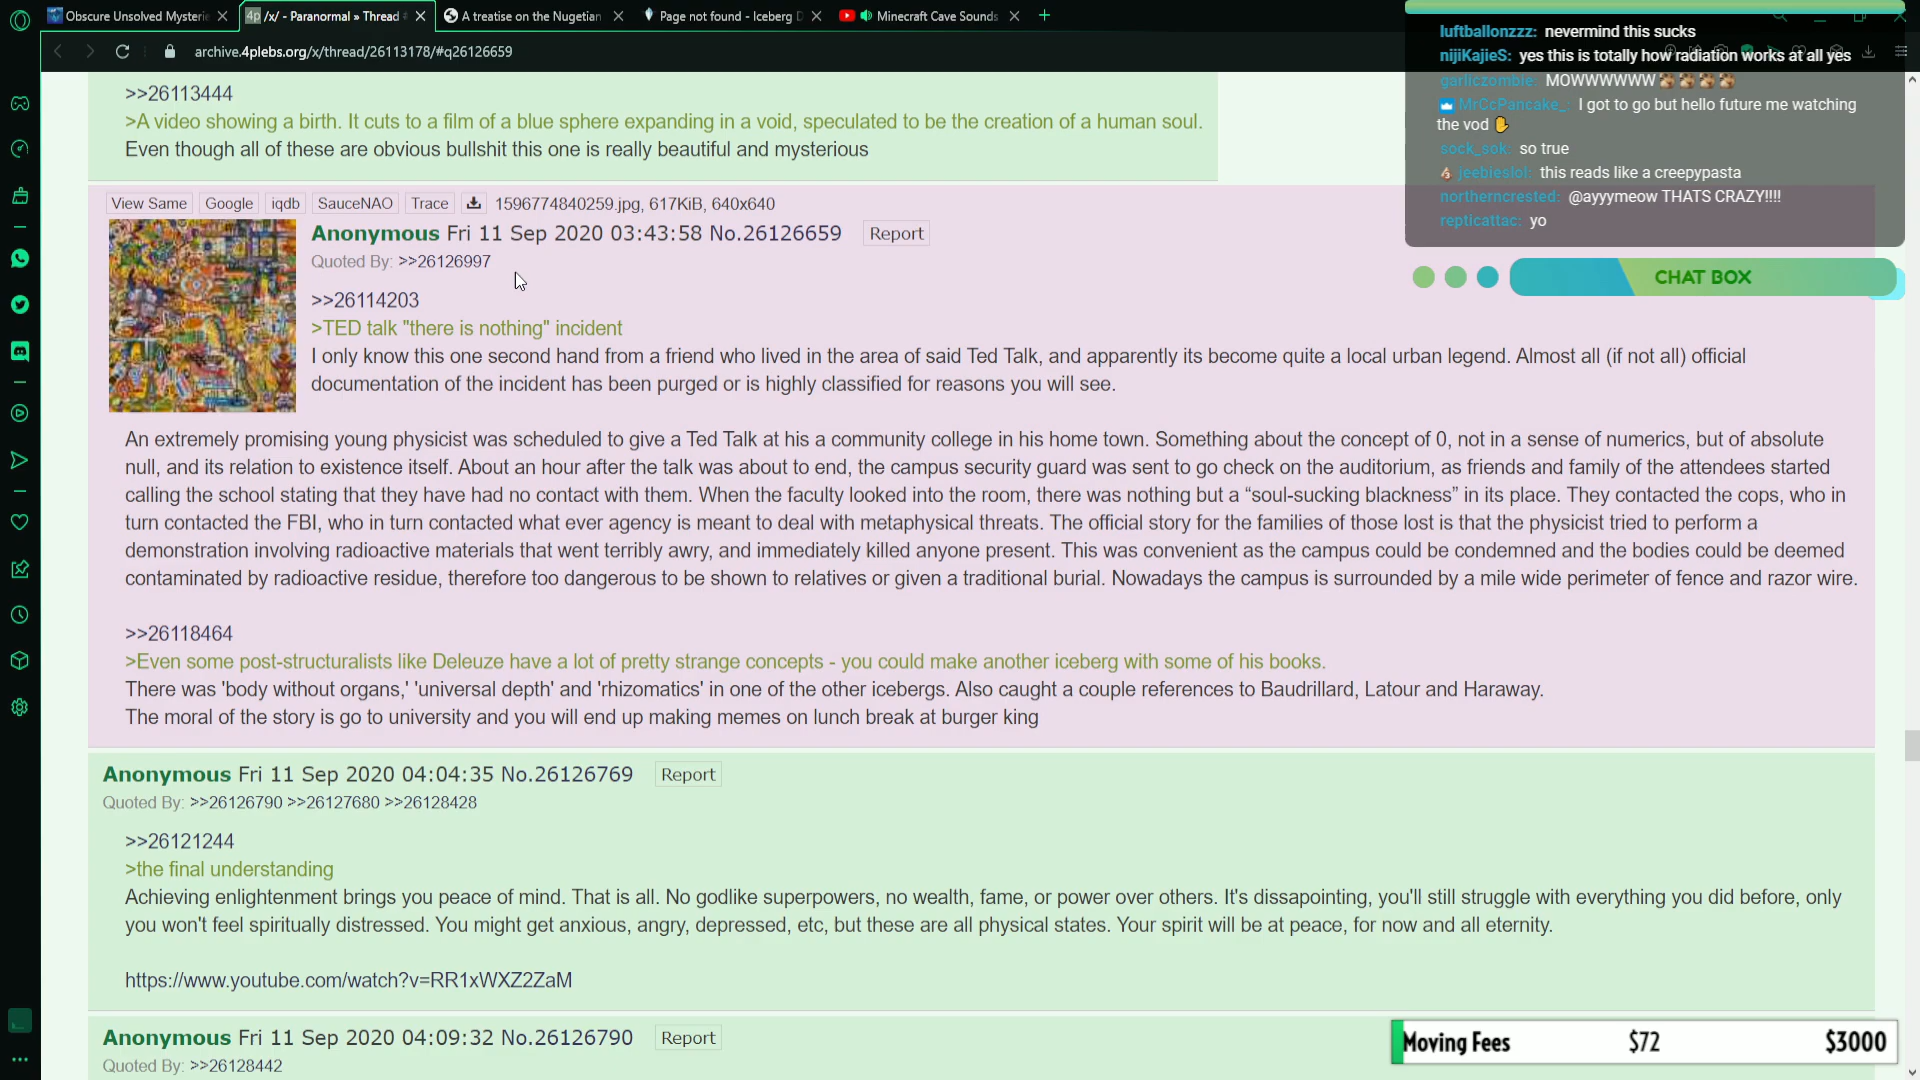 Obscure Unsolved Mysterie
/x/ - Paranormal » Thread
A treatise on the Nugetian
Page not found - Iceberg D
Minecraft Cave Sounds
archive.4plebs.org/x/thread/26113178/#q26126659
luftballonzzz: nevermind this sucks
nijiKajieS: yes this is totally how radiation works at all yes
garliczombie: MOWWWWWW
MrCcPancake_: I got to go but hello future me watching
the vod
sock_sok: so true
jeebieslol: this reads like a creepypasta
northerncrested: @ayyymeow THATS CRAZY!!!!
repticattac: yo
CHAT BOX
>>26113444
>A video showing a birth. It cuts to a film of a blue sphere expanding in a void, speculated to be the creation of a human soul.
Even though all of these are obvious bullshit this one is really beautiful and mysterious
View Same Google iqdb SauceNAO Trace 1596774840259.jpg, 617KiB, 640x640
Anonymous Fri 11 Sep 2020 03:43:58 No.26126659 Report
Quoted By: >>26126997
>>26114203
>TED talk "there is nothing" incident
I only know this one second hand from a friend who lived in the area of said Ted Talk, and apparently its become quite a local urban legend. Almost all (if not all) official
documentation of the incident has been purged or is highly classified for reasons you will see.
An extremely promising young physicist was scheduled to give a Ted Talk at his a community college in his home town. Something about the concept of 0, not in a sense of numerics, but of absolute
null, and its relation to existence itself. About an hour after the talk was about to end, the campus security guard was sent to go check on the auditorium, as friends and family of the attendees started
calling the school stating that they have had no contact with them. When the faculty looked into the room, there was nothing but a “soul-sucking blackness” in its place. They contacted the cops, who in
turn contacted the FBI, who in turn contacted what ever agency is meant to deal with metaphysical threats. The official story for the families of those lost is that the physicist tried to perform a
demonstration involving radioactive materials that went terribly awry, and immediately killed anyone present. This was convenient as the campus could be condemned and the bodies could be deemed
contaminated by radioactive residue, therefore too dangerous to be shown to relatives or given a traditional burial. Nowadays the campus is surrounded by a mile wide perimeter of fence and razor wire.
>>26118464
>Even some post-structuralists like Deleuze have a lot of pretty strange concepts - you could make another iceberg with some of his books.
There was 'body without organs,' 'universal depth' and 'rhizomatics' in one of the other icebergs. Also caught a couple references to Baudrillard, Latour and Haraway.
The moral of the story is go to university and you will end up making memes on lunch break at burger king
Anonymous Fri 11 Sep 2020 04:04:35 No.26126769 Report
Quoted By: >>26126790 >>26127680 >>26128428
>>26121244
>the final understanding
Achieving enlightenment brings you peace of mind. That is all. No godlike superpowers, no wealth, fame, or power over others. It's dissapointing, you'll still struggle with everything you did before, only
you won't feel spiritually distressed. You might get anxious, angry, depressed, etc, but these are all physical states. Your spirit will be at peace, for now and all eternity.
https://www.youtube.com/watch?v=RR1xWXZ2ZaM
Anonymous Fri 11 Sep 2020 04:09:32 No.26126790 Report
Quoted By: >>26128442
Moving Fees $72 $3000